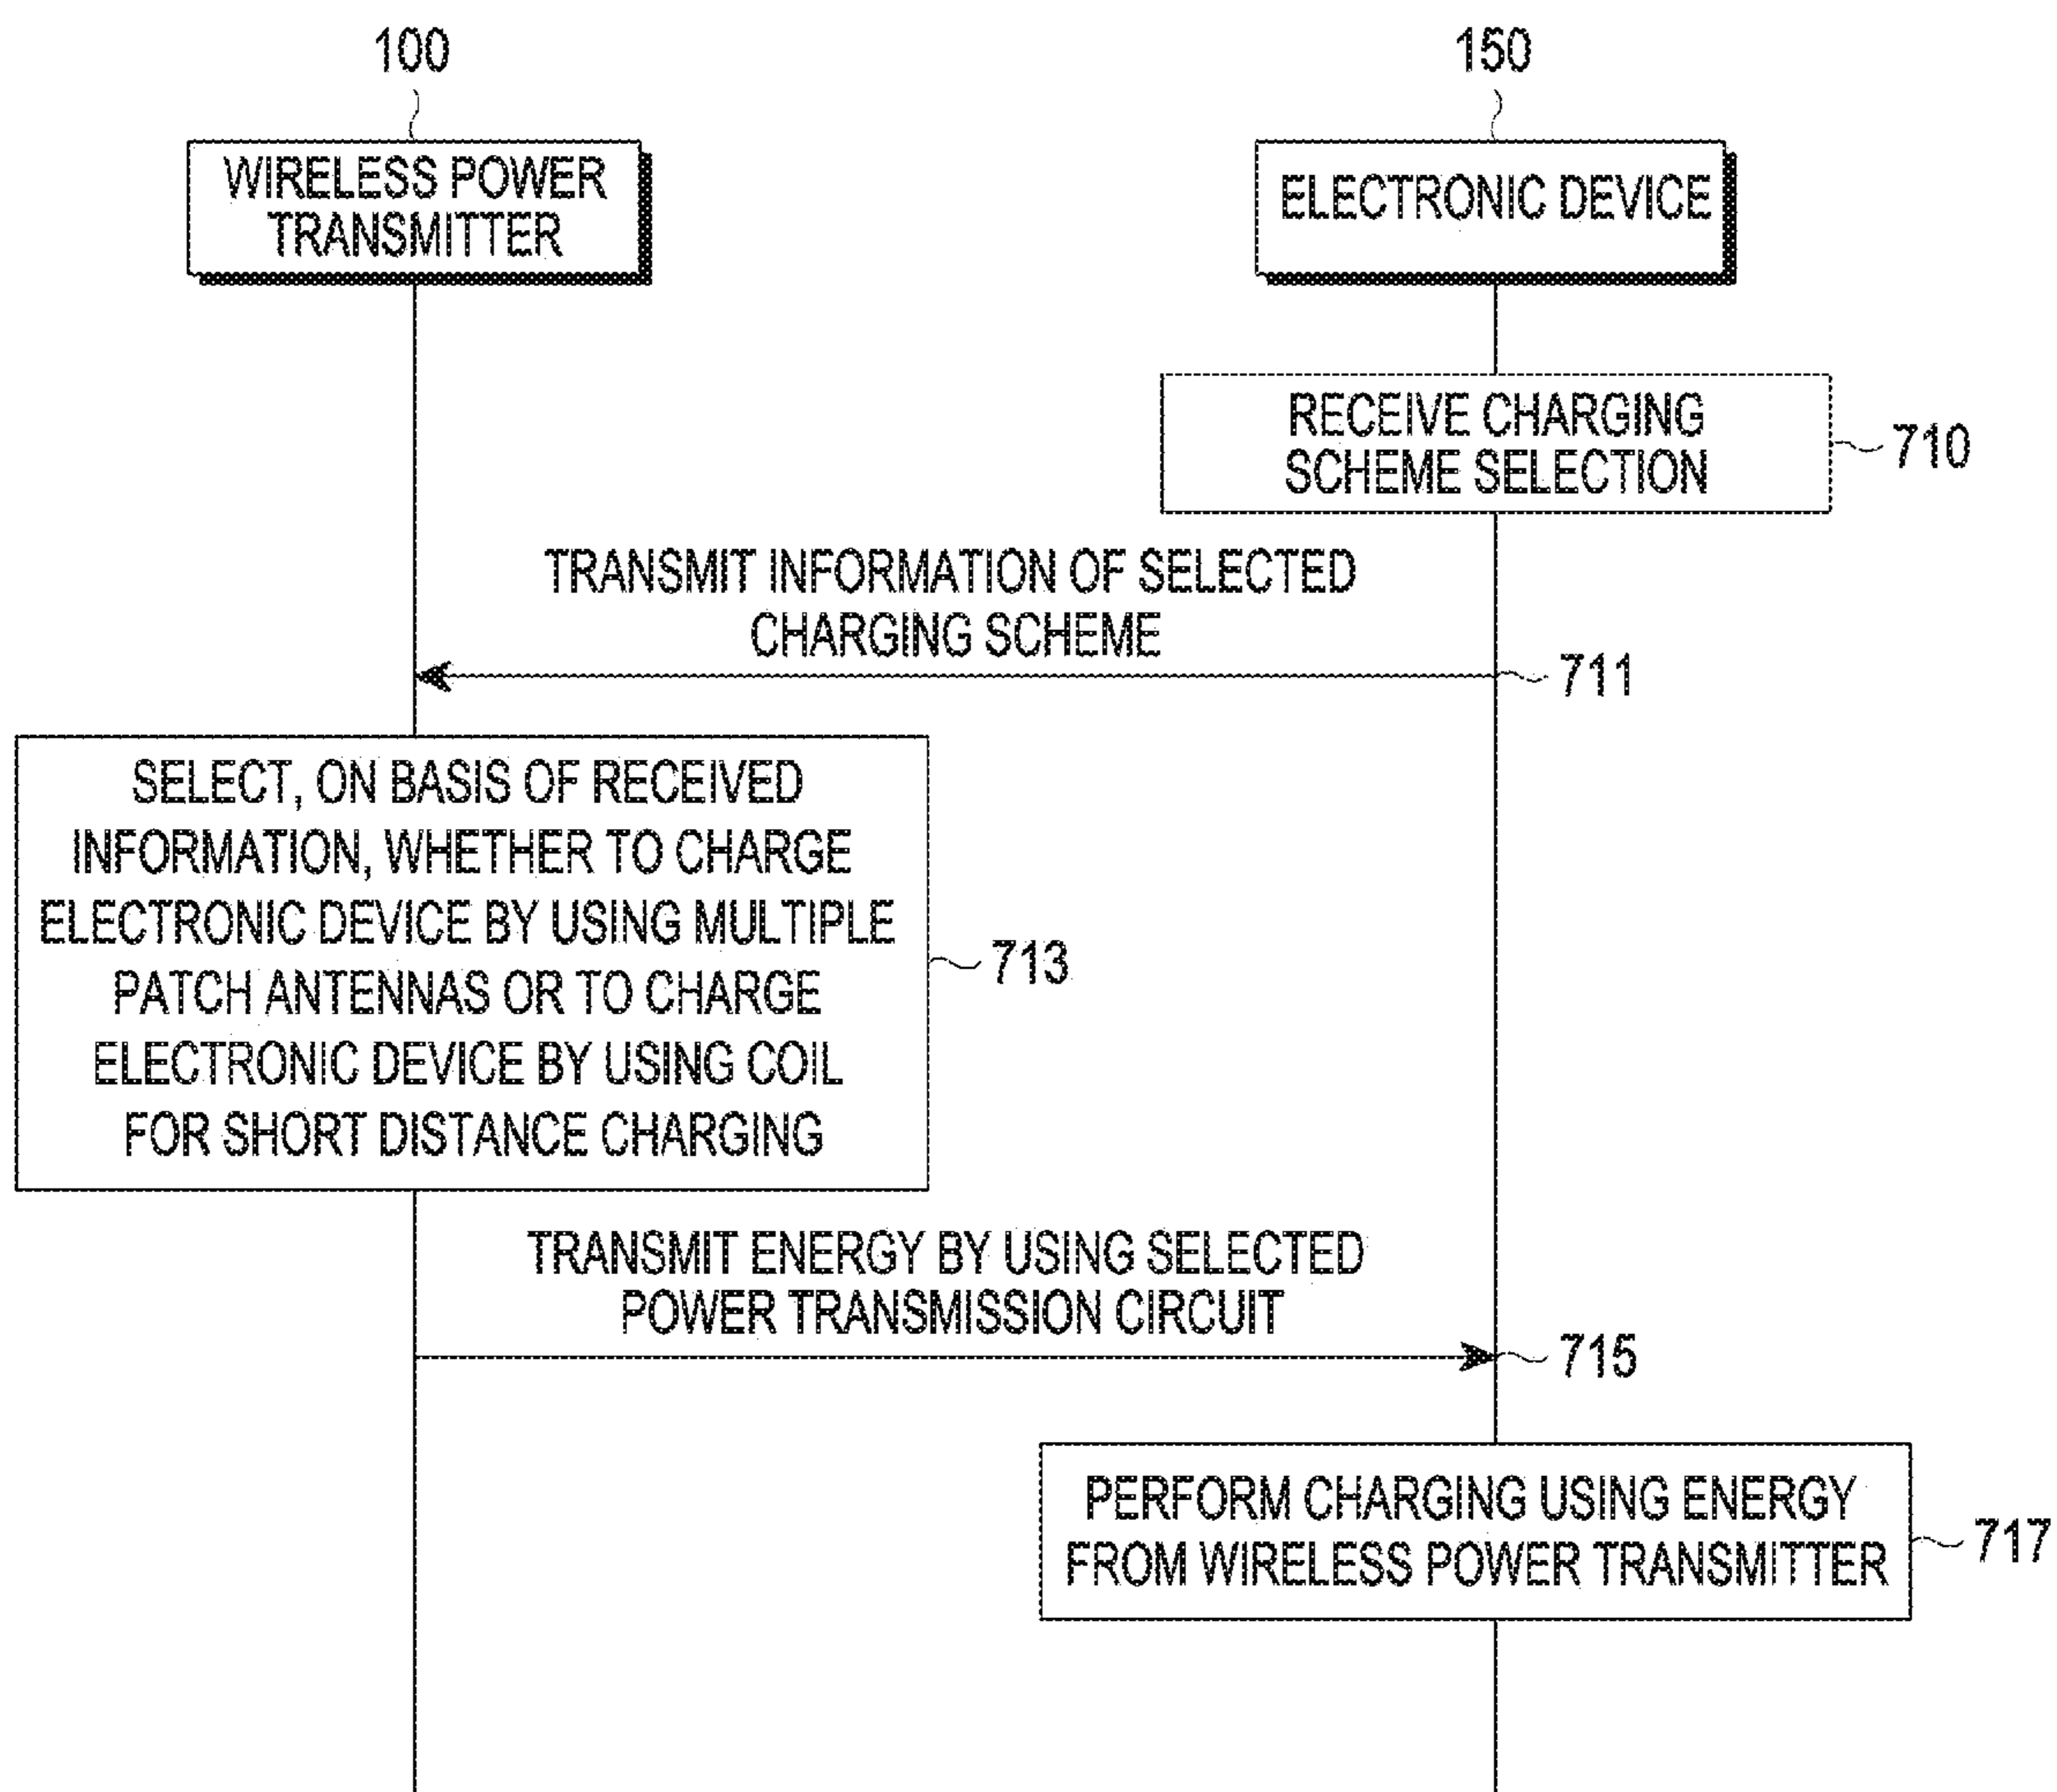 100
150
WIRELESS POWER
TRANSMITTER
ELECTRONIC DEVICE
RECEIVE CHARGING
SCHEME SELECTION
710
TRANSMIT INFORMATION OF SELECTED
CHARGING SCHEME
711
SELECT, ON BASIS OF RECEIVED
INFORMATION, WHETHER TO CHARGE
ELECTRONIC DEVICE BY USING MULTIPLE
PATCH ANTENNAS OR TO CHARGE
ELECTRONIC DEVICE BY USING COIL
FOR SHORT DISTANCE CHARGING
713
TRANSMIT ENERGY BY USING SELECTED
POWER TRANSMISSION CIRCUIT
715
PERFORM CHARGING USING ENERGY
FROM WIRELESS POWER TRANSMITTER
717